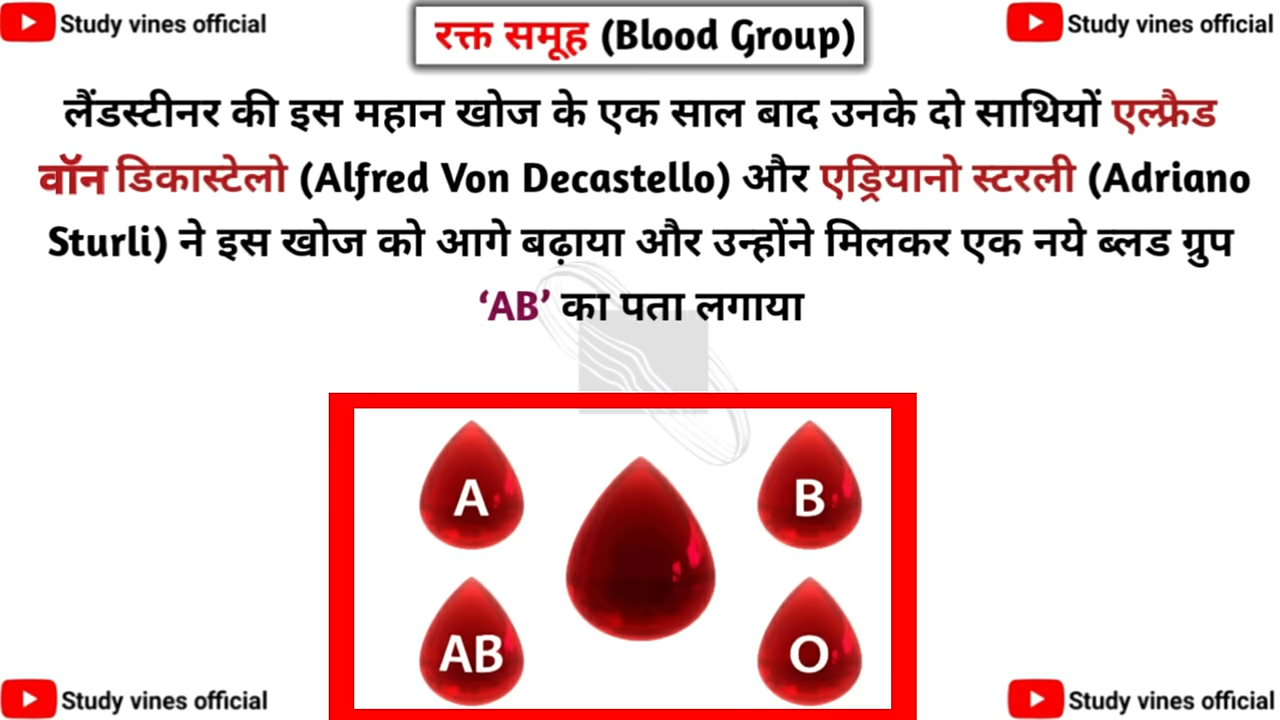 Study vines official
रक्त समूह (Blood Group)
Study vines official
लैंडस्टीनर की इस महान खोज के एक साल बाद उनके दो साथियों एल्फ्रैड
वॉन डिकास्टेलो (Alfred Von Decastello) और एड्रियानो स्टरली (Adriano
Sturli) ने इस खोज को आगे बढ़ाया और उन्होंने मिलकर एक नये ब्लड ग्रुप
‘AB’ का पता लगाया
A
B
AB
O
Study vines official
Study vines official